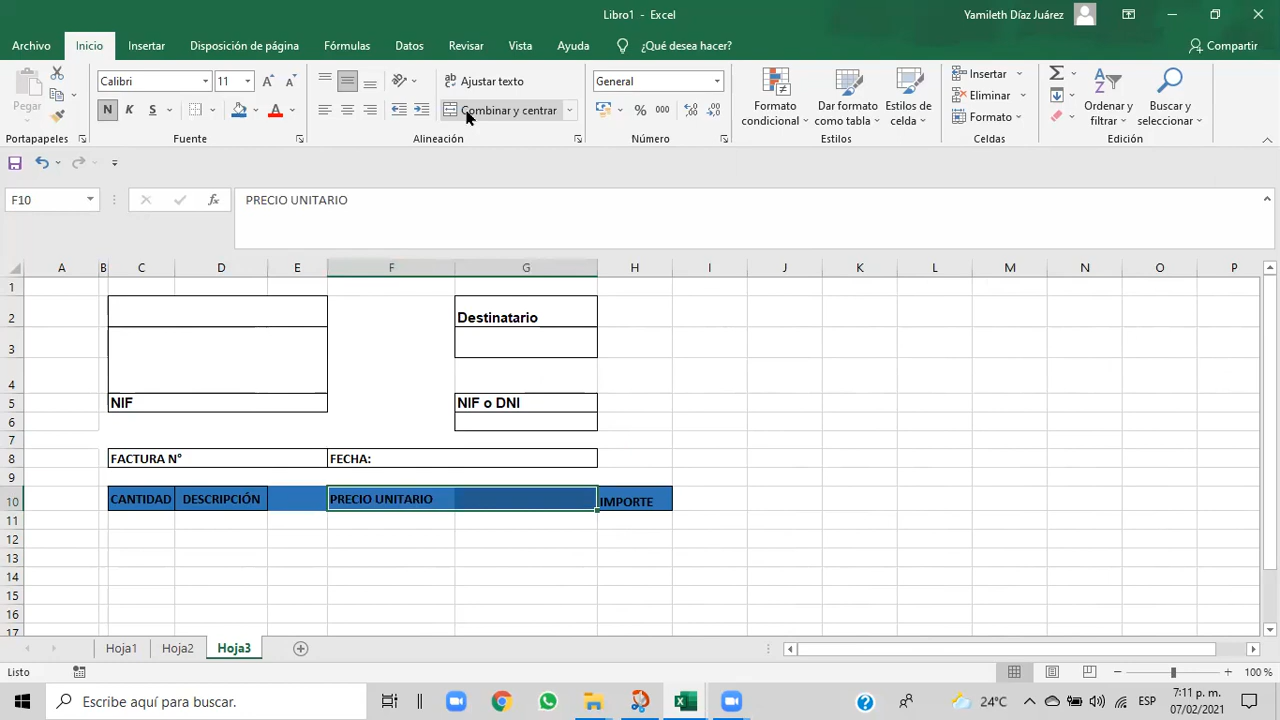 Libro1 - Excel
Yamileth Díaz Juárez
Archivo Inicio Insertar Disposición de página Fórmulas Datos Revisar Vista Ayuda ¿Qué desea hacer? Compartir
Pegar
Calibri 11
N K S
Ajustar texto
Combinar y centrar
General
% 000
Formato condicional
Dar formato como tabla
Estilos de celda
Insertar
Eliminar
Formato
Ordenar y filtrar
Buscar y seleccionar
Portapapeles Fuente Alineación Número Estilos Celdas Edición
F10 fx PRECIO UNITARIO
A B C D E F G H I J K L M N O P
1
2 Destinatario
3
4
5 NIF NIF o DNI
6
7
8 FACTURA N° FECHA:
9
10 CANTIDAD DESCRIPCIÓN PRECIO UNITARIO IMPORTE
11
12
13
14
15
16
17
Hoja1 Hoja2 Hoja3
Listo 100 %
Escribe aquí para buscar. 24°C ESP 7:11 p. m.
07/02/2021